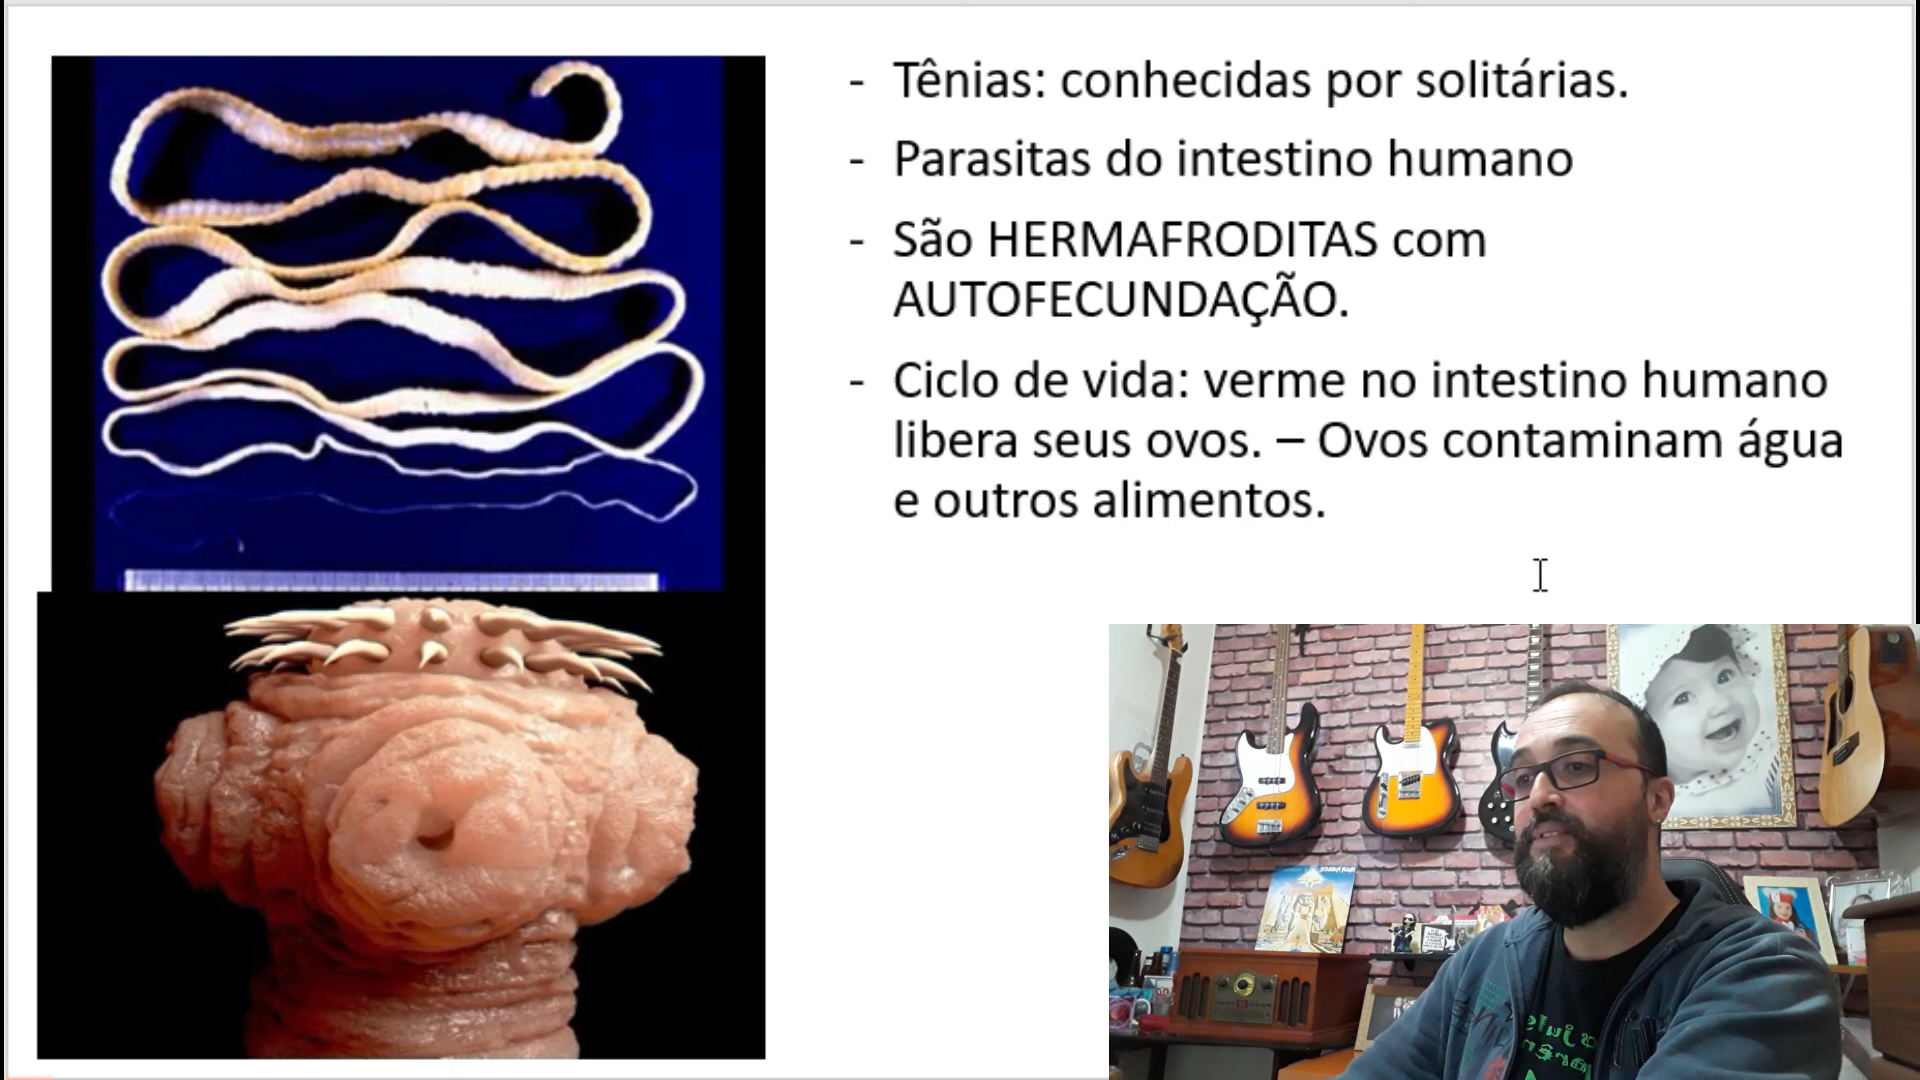 - Tênias: conhecidas por solitárias.
- Parasitas do intestino humano
- São HERMAFRODITAS com
AUTOFECUNDAÇÃO.
- Ciclo de vida: verme no intestino humano
libera seus ovos. – Ovos contaminam água
e outros alimentos.